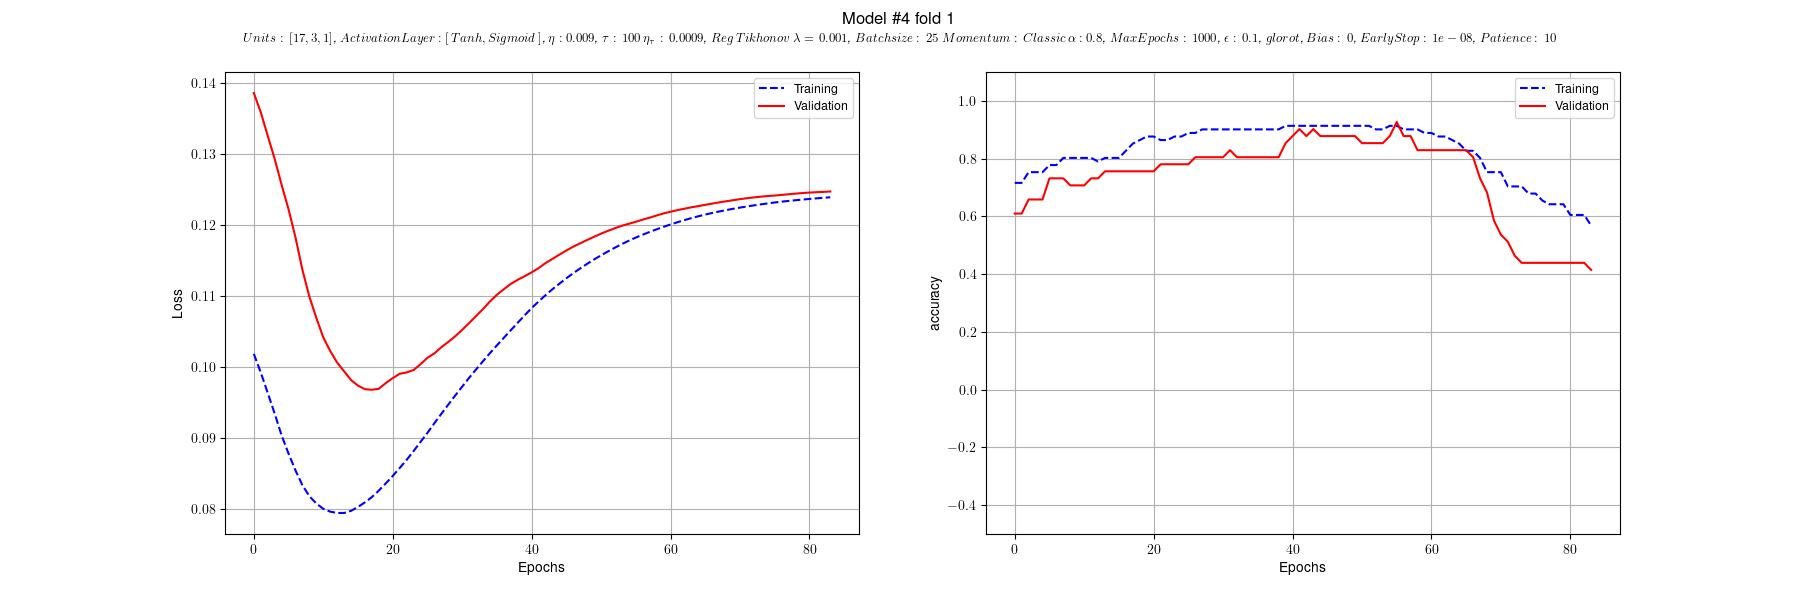 Model #4 fold 1
Units : [17, 3, 1], ActivationLayer : [Tanh, Sigmoid ], η : 0.009, τ : 100 η_τ : 0.0009, Reg Tikhonov λ = 0.001, Batchsize : 25 Momentum : Classic α : 0.8, MaxEpochs : 1000, ϵ : 0.1, glorot, Bias : 0, EarlyStop : 1e − 08, Patience : 10
0.14
0.13
0.12
0.11
0.10
0.09
0.08
Loss
0 20 40 60 80
Epochs
Training
Validation
1.0
0.8
0.6
0.4
0.2
0.0
−0.2
−0.4
accuracy
0 20 40 60 80
Epochs
Training
Validation